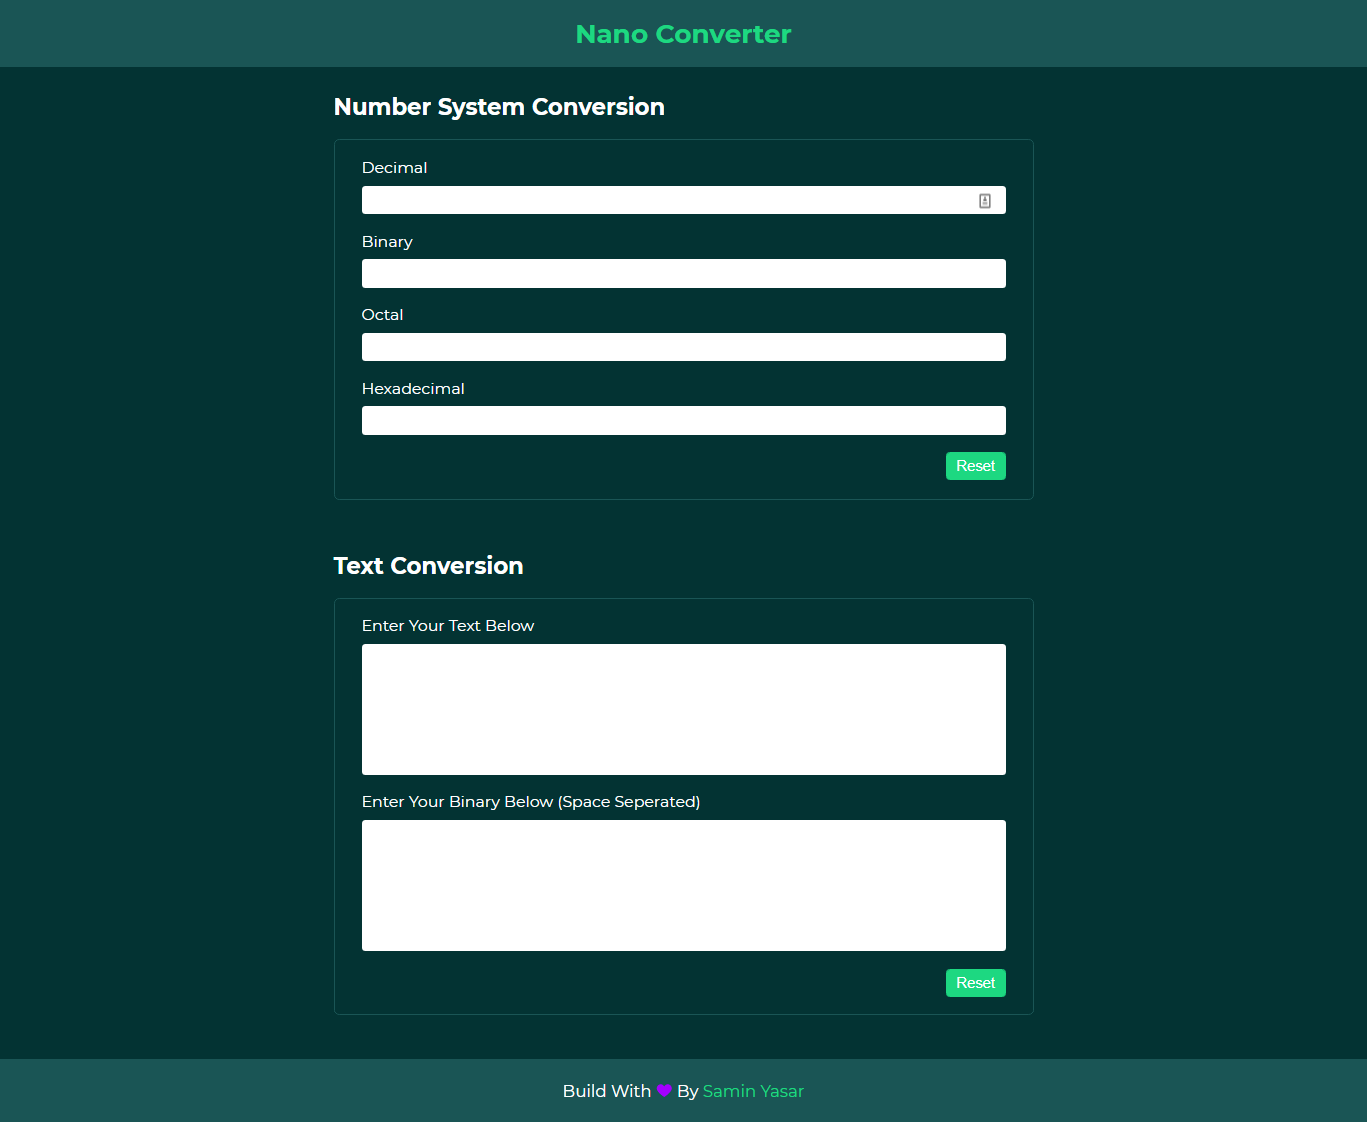 Nano Converter
Number System Conversion
Decimal
Binary
Octal
Hexadecimal
Reset
Text Conversion
Enter Your Text Below
Enter Your Binary Below (Space Seperated)
Reset
Build With 💜 By Samin Yasar